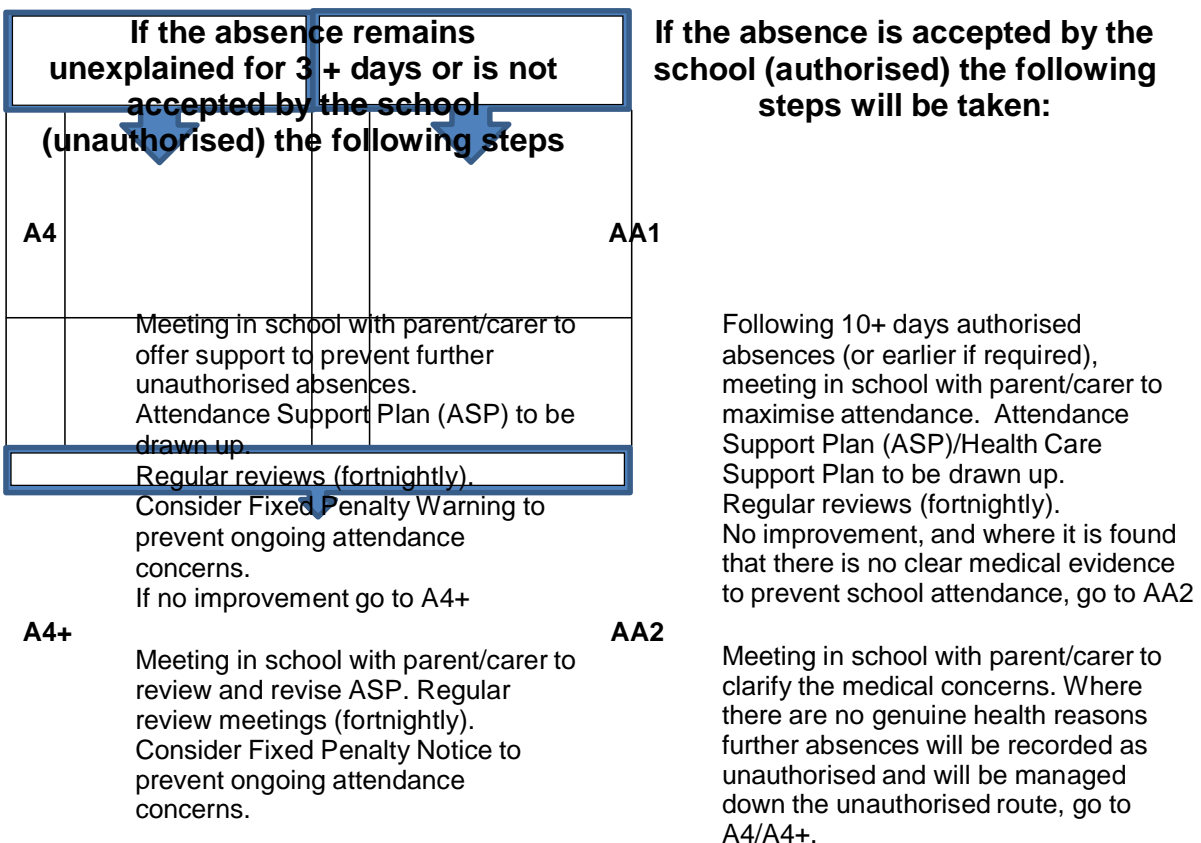 If the absence remains
unexplained for 3 + days or is not
accepted by the school
(unauthorised) the following steps
If the absence is accepted by the
school (authorised) the following
steps will be taken:
A4
Meeting in school with parent/carer to
offer support to prevent further
unauthorised absences.
Attendance Support Plan (ASP) to be
drawn up.
Regular reviews (fortnightly).
Consider Fixed Penalty Warning to
prevent ongoing attendance
concerns.
If no improvement go to A4+
AA1
Following 10+ days authorised
absences (or earlier if required),
meeting in school with parent/carer to
maximise attendance.  Attendance
Support Plan (ASP)/Health Care
Support Plan to be drawn up.
Regular reviews (fortnightly).
No improvement, and where it is found
that there is no clear medical evidence
to prevent school attendance, go to AA2
A4+
Meeting in school with parent/carer to
review and revise ASP. Regular
review meetings (fortnightly).
Consider Fixed Penalty Notice to
prevent ongoing attendance
concerns.
AA2
Meeting in school with parent/carer to
clarify the medical concerns. Where
there are no genuine health reasons
further absences will be recorded as
unauthorised and will be managed
down the unauthorised route, go to
A4/A4+.